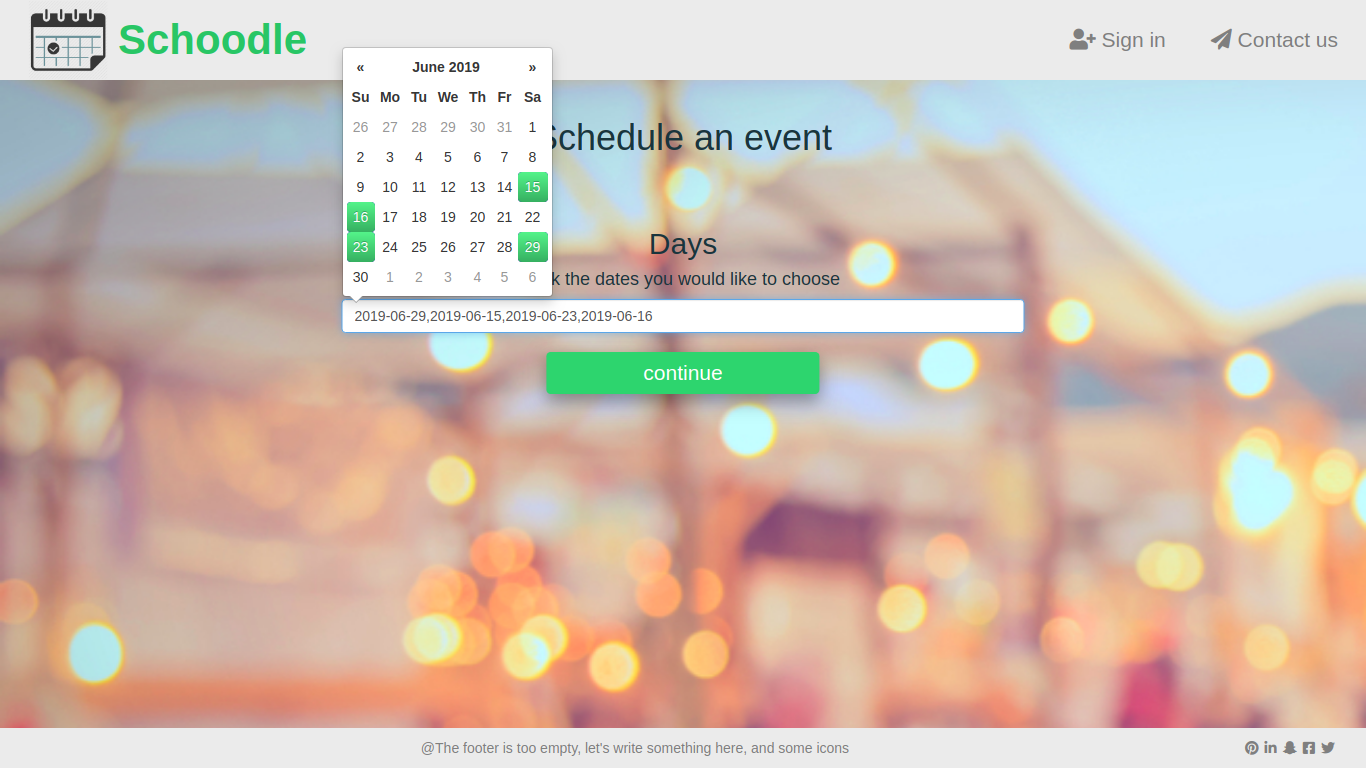 Schoodle
Sign in
Contact us
« June 2019 »
Su Mo Tu We Th Fr Sa
26 27 28 29 30 31 1
2 3 4 5 6 7 8
9 10 11 12 13 14 15
16 17 18 19 20 21 22
23 24 25 26 27 28 29
30 1 2 3 4 5 6
Schedule an event
Days
k the dates you would like to choose
2019-06-29,2019-06-15,2019-06-23,2019-06-16
continue
@The footer is too empty, let's write something here, and some icons